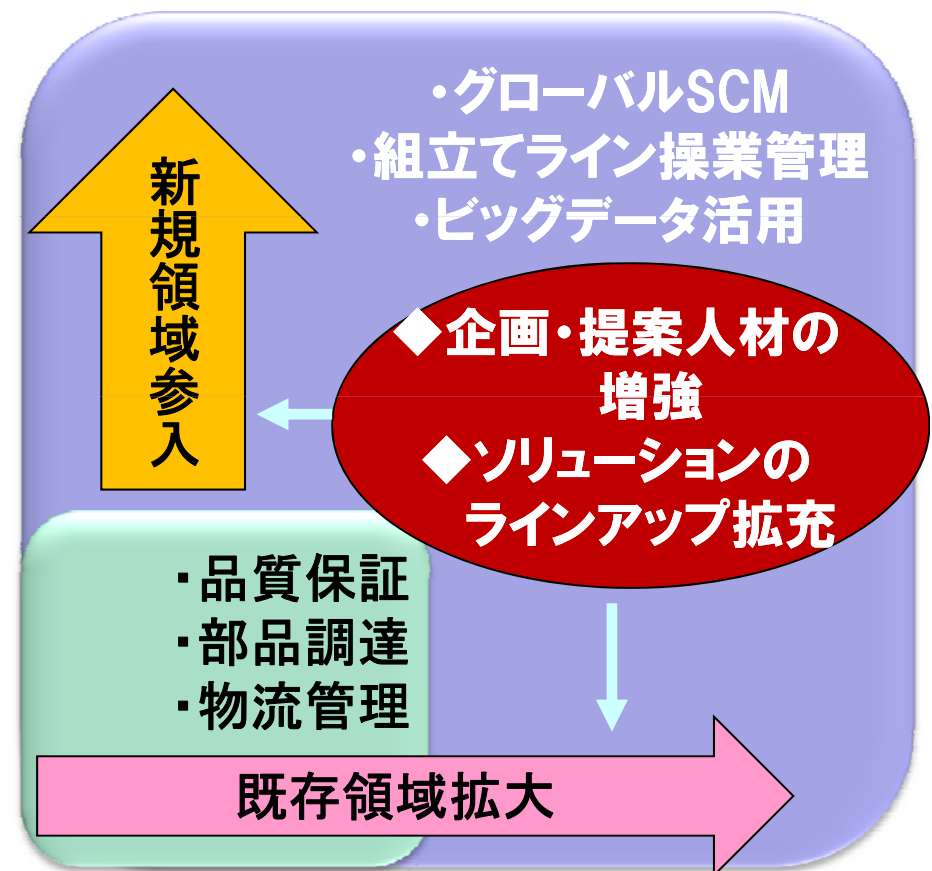 ・グローバルSCM
・組立てライン操業管理
・ビッグデータ活用
新規領域参入
◆企画・提案人材の
増強
◆ソリューションの
ラインアップ拡充
・品質保証
・部品調達
・物流管理
既存領域拡大